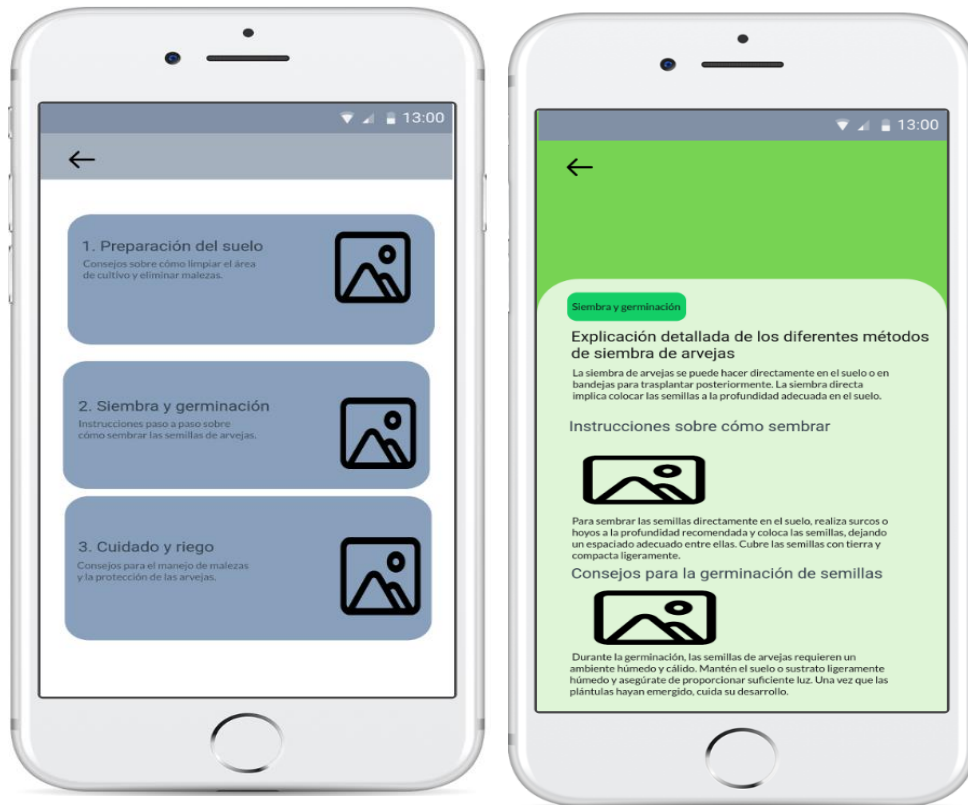 13:00
1. Preparación del suelo
Consejos sobre cómo limpiar el área
de cultivo y eliminar malezas.
2. Siembra y germinación
Instrucciones paso a paso sobre
cómo sembrar las semillas de arvejas.
3. Cuidado y riego
Consejos para el manejo de malezas
y la protección de las arvejas.
13:00
Siembra y germinación
Explicación detallada de los diferentes métodos
de siembra de arvejas
La siembra de arvejas se puede hacer directamente en el suelo o en
bandejas para trasplantar posteriormente. La siembra directa
implica colocar las semillas a la profundidad adecuada en el suelo.
Instrucciones sobre cómo sembrar
Para sembrar las semillas directamente en el suelo, realiza surcos o
hoyos a la profundidad recomendada y coloca las semillas, dejando
un espaciado adecuado entre ellas. Cubre las semillas con tierra y
compacta ligeramente.
Consejos para la germinación de semillas
Durante la germinación, las semillas de arvejas requieren un
ambiente húmedo y cálido. Mantén el suelo o sustrato ligeramente
húmedo y asegúrate de proporcionar suficiente luz. Una vez que las
plántulas hayan emergido, cuida su desarrollo.